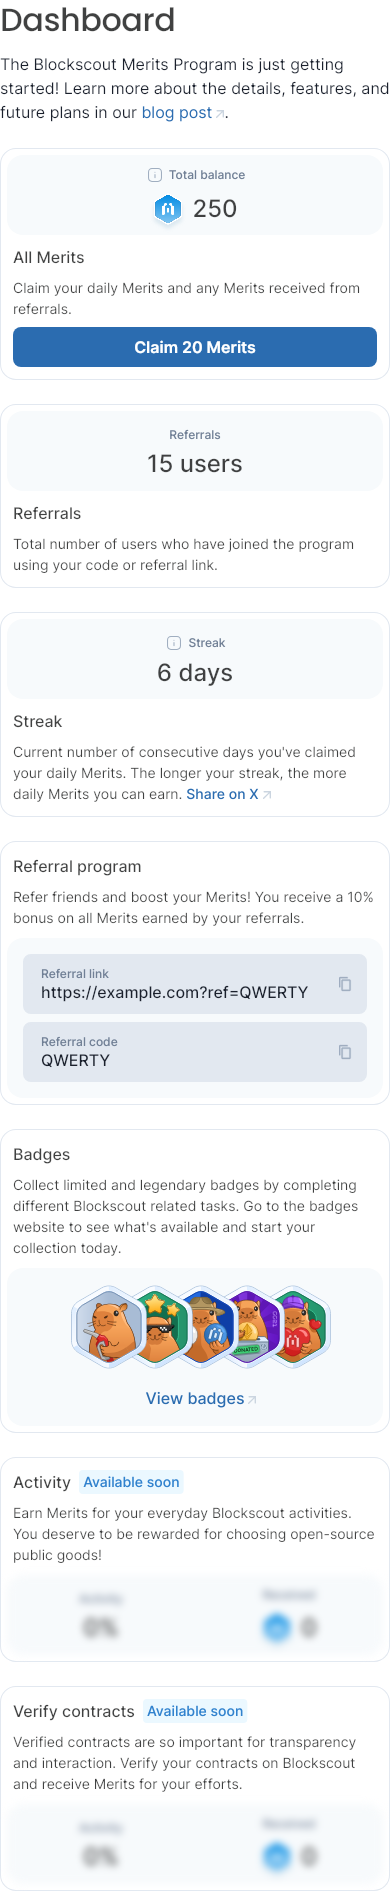 Dashboard
The Blockscout Merits Program is just getting
started! Learn more about the details, features, and
future plans in our blog post.
Total balance
250
All Merits
Claim your daily Merits and any Merits received from
referrals.
Claim 20 Merits
Referrals
15 users
Referrals
Total number of users who have joined the program
using your code or referral link.
Streak
6 days
Streak
Current number of consecutive days you've claimed
your daily Merits. The longer your streak, the more
daily Merits you can earn. Share on X
Referral program
Refer friends and boost your Merits! You receive a 10%
bonus on all Merits earned by your referrals.
Referral link
https://example.com?ref=QWERTY
Referral code
QWERTY
Badges
Collect limited and legendary badges by completing
different Blockscout related tasks. Go to the badges
website to see what's available and start your
collection today.
View badges
Activity Available soon
Earn Merits for your everyday Blockscout activities.
You deserve to be rewarded for choosing open-source
public goods!
Activity Received
0% 0
Verify contracts Available soon
Verified contracts are so important for transparency
and interaction. Verify your contracts on Blockscout
and receive Merits for your efforts.
Activity Received
0% 0